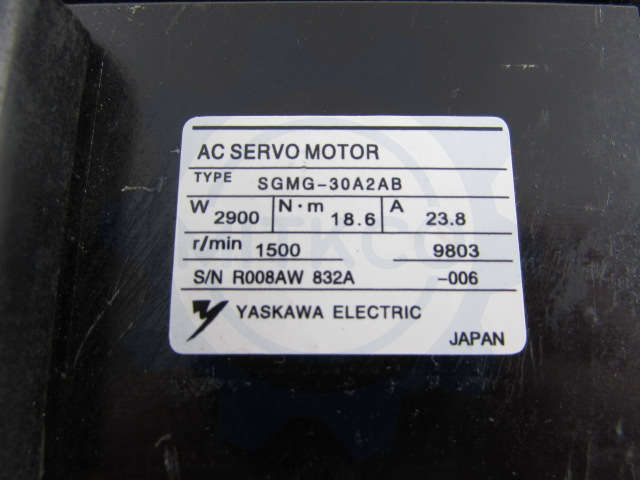 AC SERVO MOTOR
TYPE SGMG-30A2AB
W 2900 N·m 18.6 A 23.8
r/min 1500 9803
S/N R008AW 832A -006
YASKAWA ELECTRIC
JAPAN